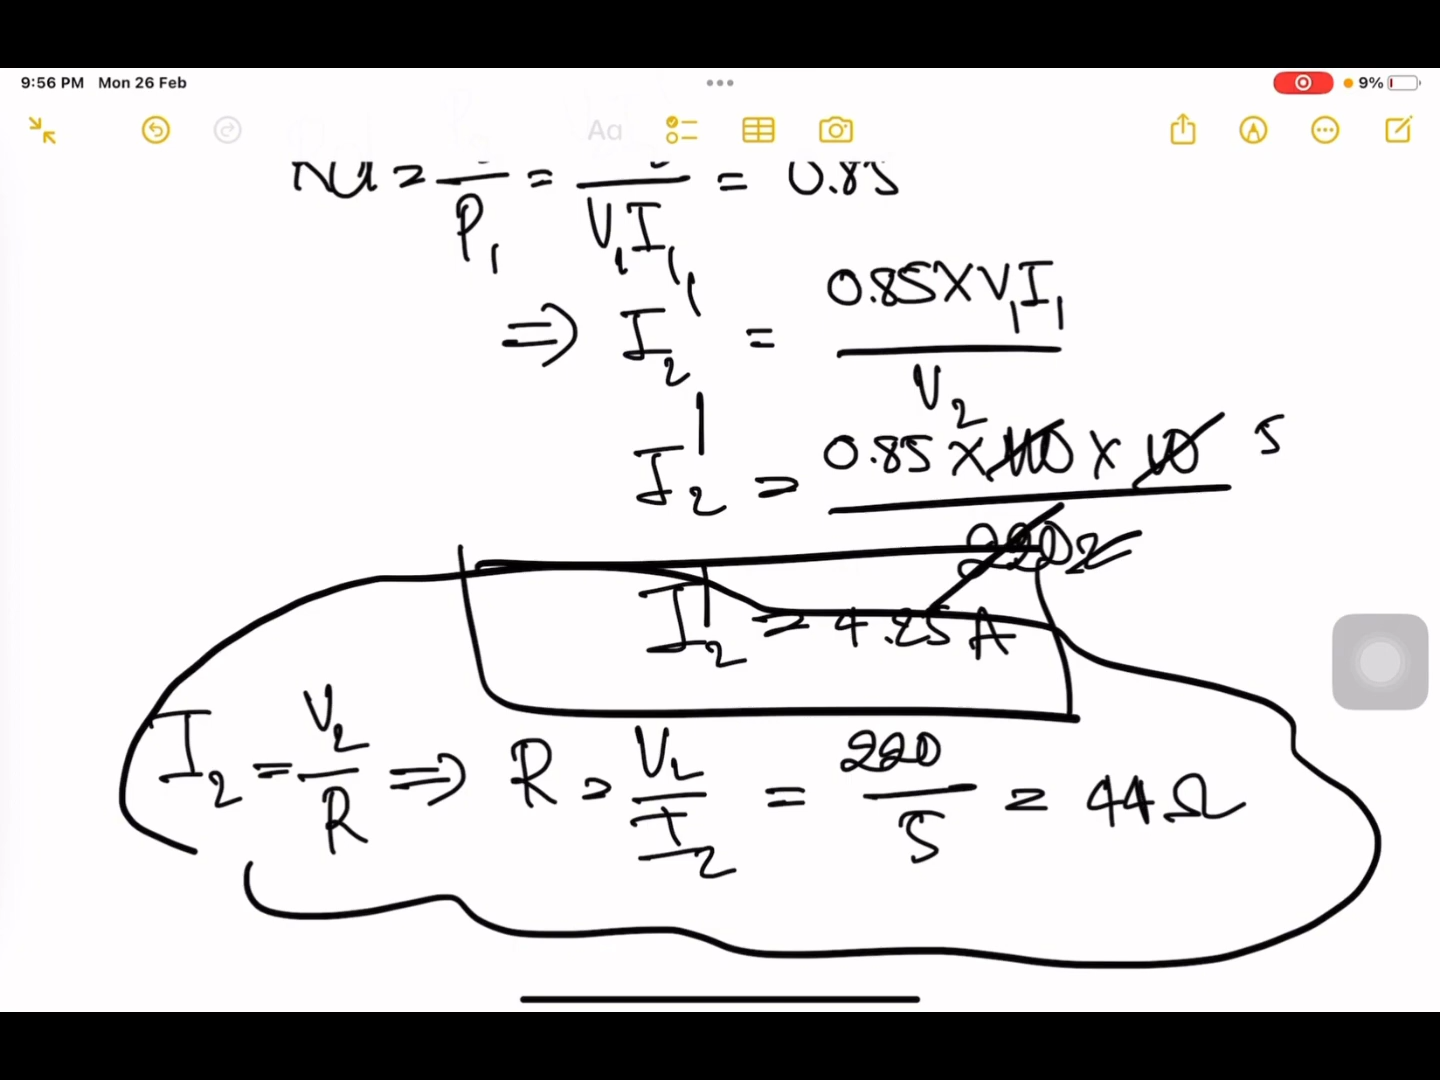 9:56 PM Mon 26 Feb
9%
Aa
= /P₁ = /V₁I₁ = 0.85
⇒ I₂' = 0.85×V₁I₁/V₂
I₂' = 0.85×110×10/220 5 2
I₂' = 4.25 A
I₂ = V₂/R ⇒ R = V₂/I₂ = 220/5 = 44Ω